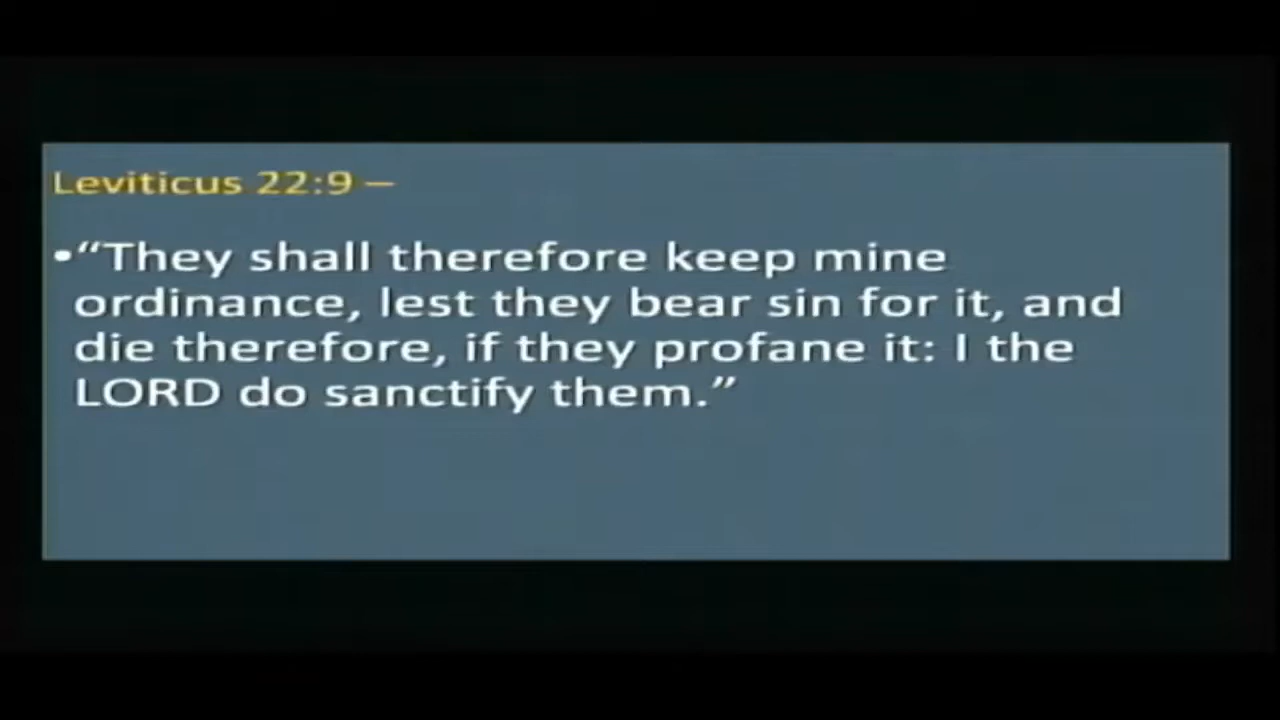 Leviticus 22:9 –
•“They shall therefore keep mine
ordinance, lest they bear sin for it, and
die therefore, if they profane it: I the
LORD do sanctify them.”